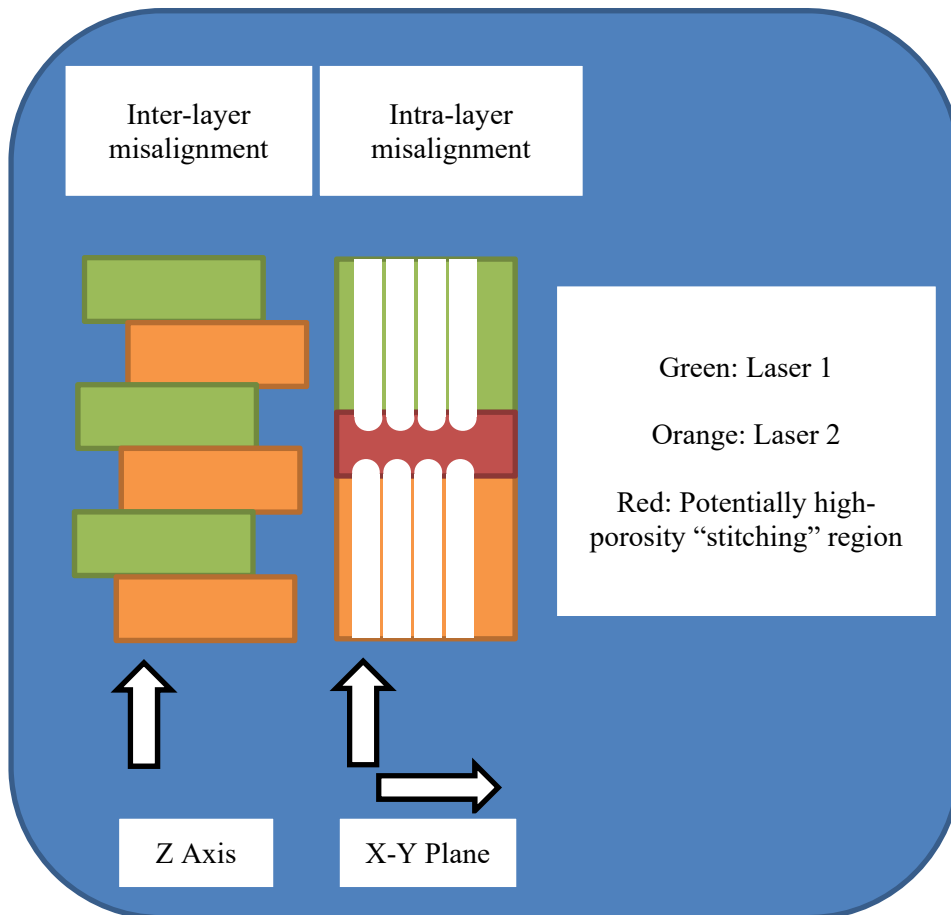 Inter-layer
misalignment
Intra-layer
misalignment
Green: Laser 1
Orange: Laser 2
Red: Potentially high-
porosity “stitching” region
Z Axis
X-Y Plane